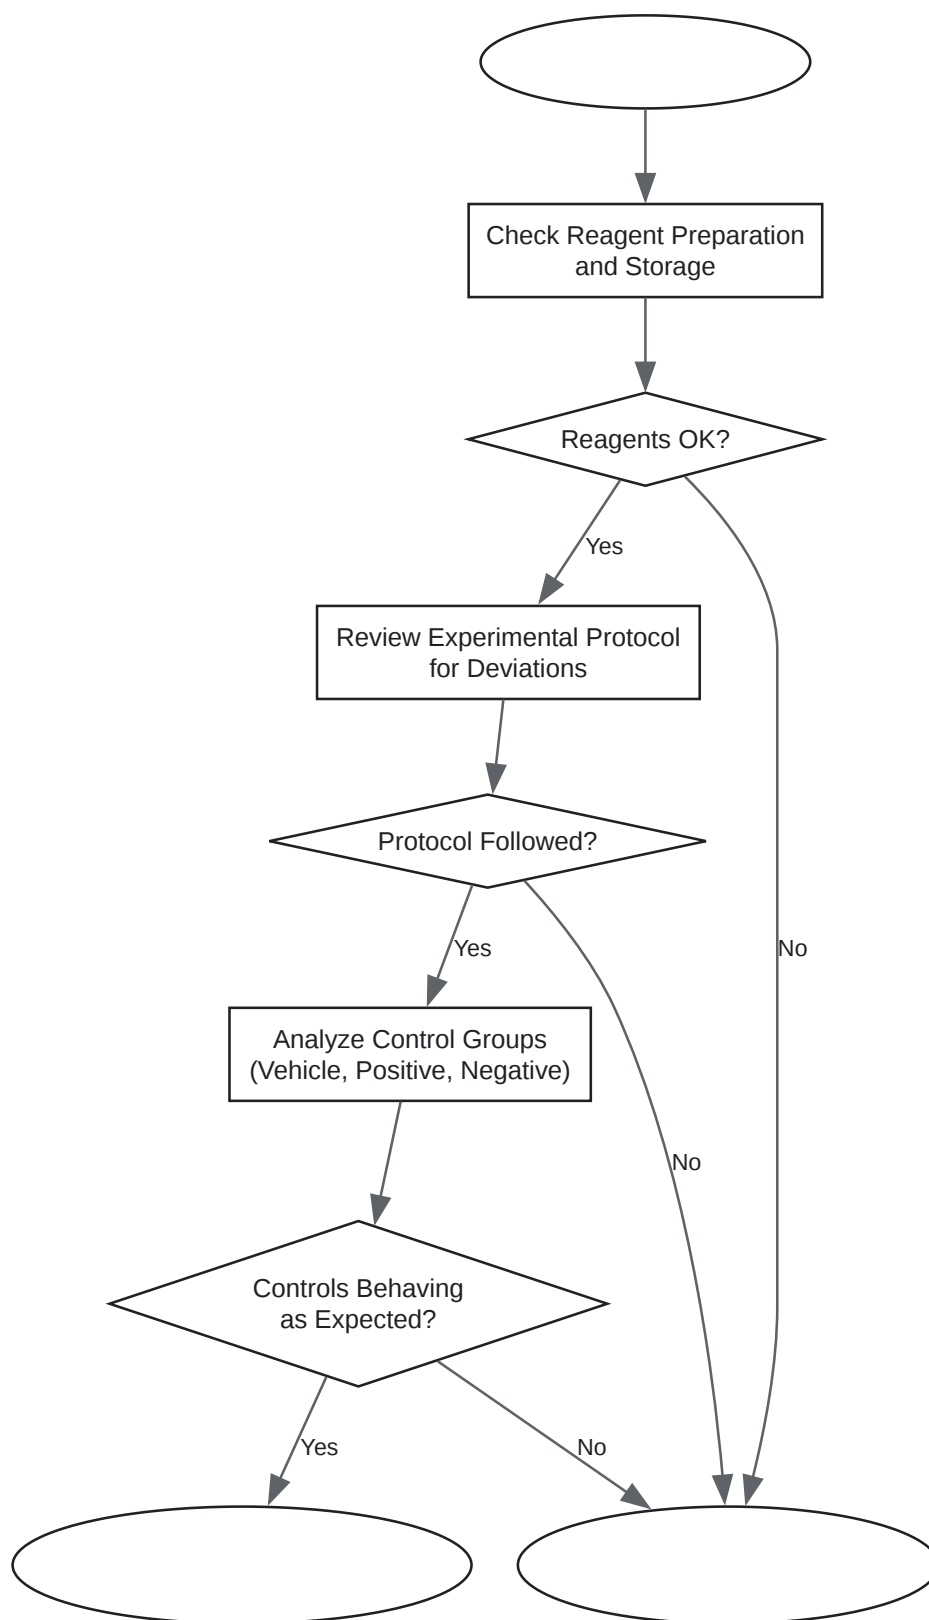 Check Reagent Preparation
and Storage
Reagents OK?
Yes
Review Experimental Protocol
for Deviations
Protocol Followed?
Yes
No
Analyze Control Groups
(Vehicle, Positive, Negative)
No
Controls Behaving
as Expected?
Yes
No